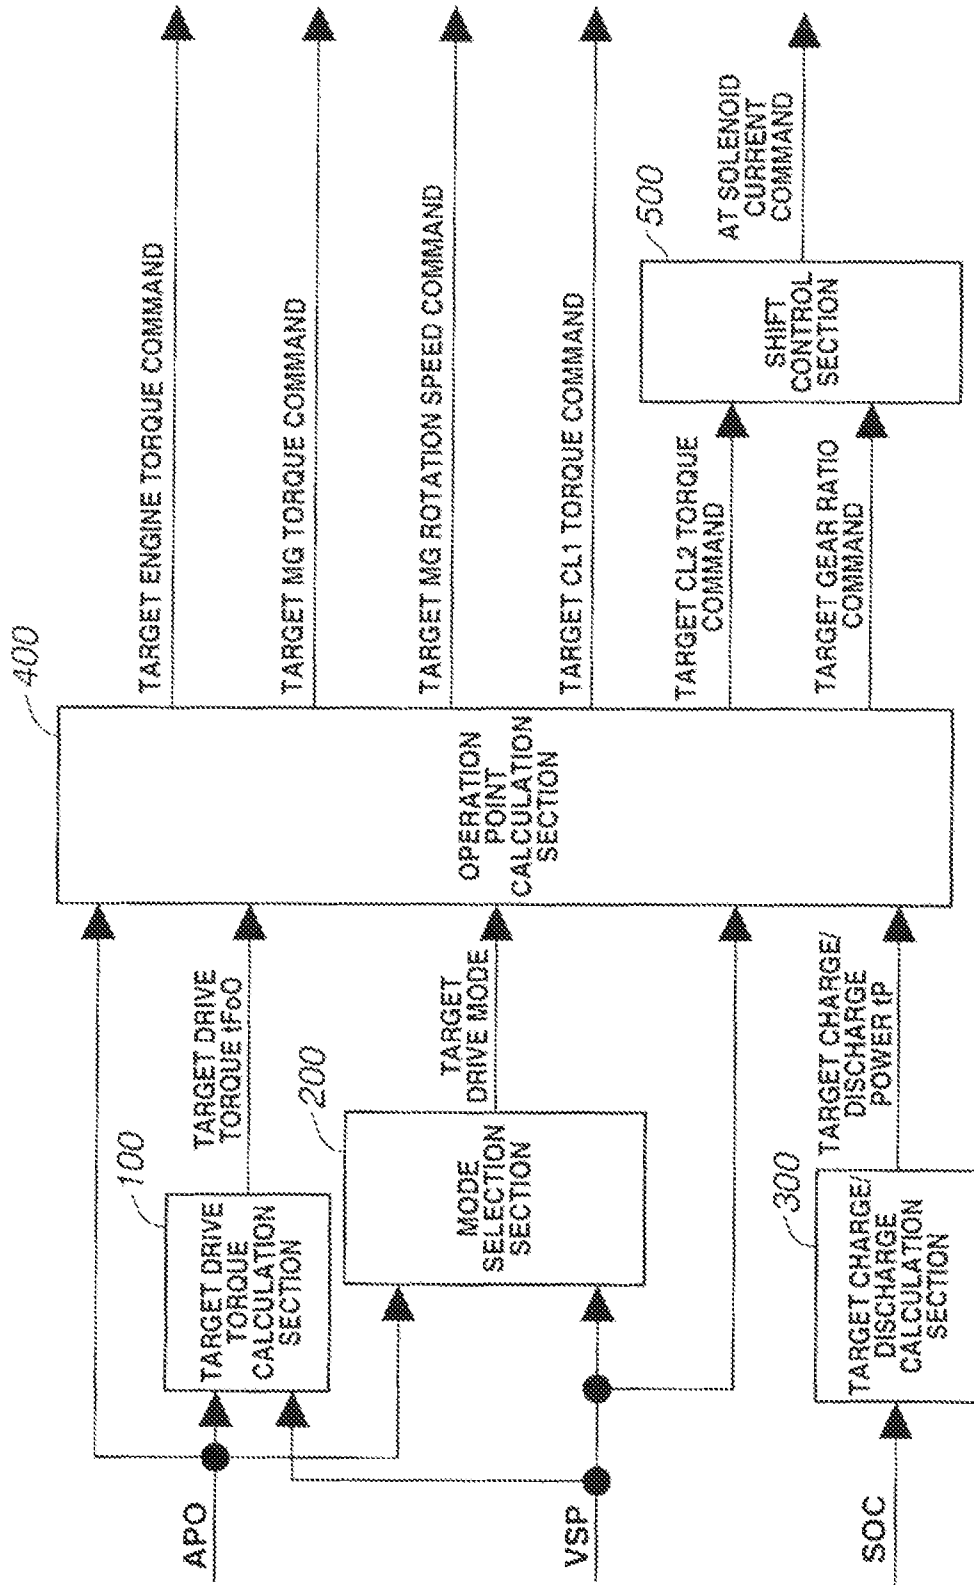 APO
VSP
SOC
100
TARGET DRIVE
TORQUE
CALCULATION
SECTION
TARGET DRIVE
TORQUE tFoO
200
MODE
SELECTION
SECTION
TARGET
DRIVE MODE
300
TARGET CHARGE/
DISCHARGE
CALCULATION
SECTION
TARGET CHARGE/
DISCHARGE
POWER tP
400
OPERATION
POINT
CALCULATION
SECTION
TARGET ENGINE TORQUE COMMAND
TARGET MG TORQUE COMMAND
TARGET MG ROTATION SPEED COMMAND
TARGET CL1 TORQUE COMMAND
TARGET CL2 TORQUE
COMMAND
TARGET GEAR RATIO
COMMAND
500
SHIFT
CONTROL
SECTION
AT SOLENOID
CURRENT
COMMAND